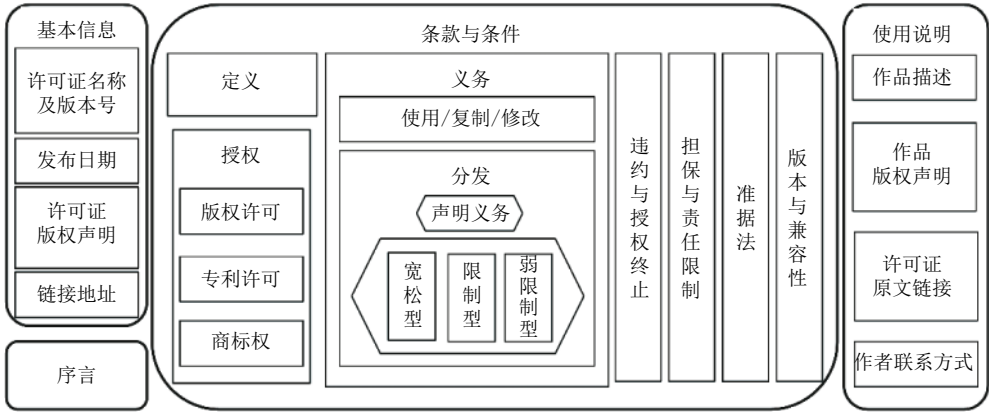 基本信息
许可证名称
及版本号
发布日期
许可证
版权声明
链接地址
序言
条款与条件
定义
授权
版权许可
专利许可
商标权
义务
使用/复制/修改
分发
声明义务
宽松型
限制型
弱限制型
违约与授权终止
担保与责任限制
准据法
版本与兼容性
使用说明
作品描述
作品
版权声明
许可证
原文链接
作者联系方式